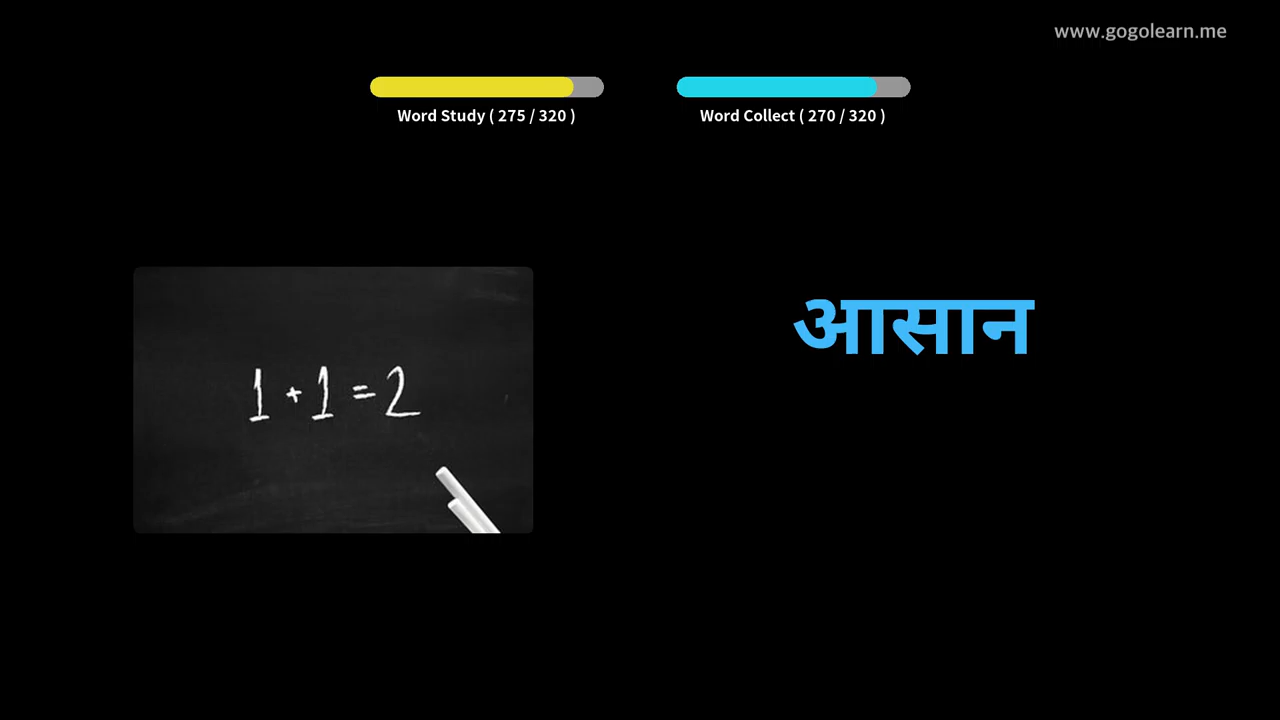 www.gogolearn.me
Word Study ( 275 / 320 )
Word Collect ( 270 / 320 )
आसान
1 + 1 = 2